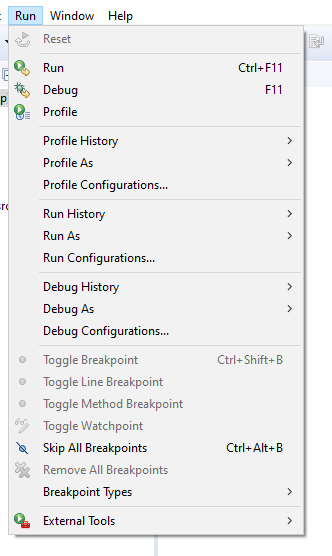 Run Window Help
Reset
Run Ctrl+F11
Debug F11
Profile
Profile History
Profile As
Profile Configurations...
Run History
Run As
Run Configurations...
Debug History
Debug As
Debug Configurations...
Toggle Breakpoint Ctrl+Shift+B
Toggle Line Breakpoint
Toggle Method Breakpoint
Toggle Watchpoint
Skip All Breakpoints Ctrl+Alt+B
Remove All Breakpoints
Breakpoint Types
External Tools